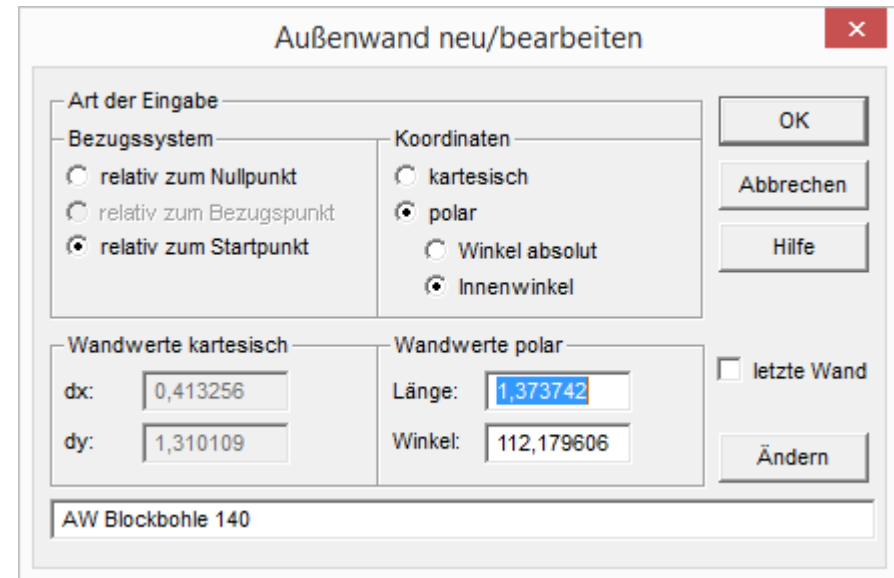 Außenwand neu/bearbeiten
Art der Eingabe
Bezugssystem
relativ zum Nullpunkt
relativ zum Bezugspunkt
relativ zum Startpunkt
Koordinaten
kartesisch
polar
Winkel absolut
Innenwinkel
OK
Abbrechen
Hilfe
Wandwerte kartesisch
dx: 0,413256
dy: 1,310109
Wandwerte polar
Länge: 1,373742
Winkel: 112,179606
letzte Wand
Ändern
AW Blockbohle 140